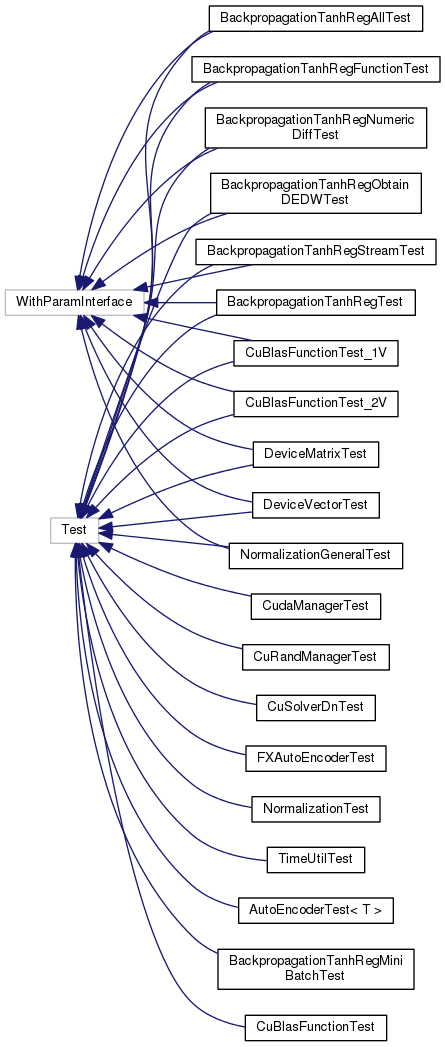 BackpropagationTanhRegAllTest
BackpropagationTanhRegFunctionTest
BackpropagationTanhRegNumeric
DiffTest
BackpropagationTanhRegObtain
DEDWTest
BackpropagationTanhRegStreamTest
WithParamInterface
BackpropagationTanhRegTest
CuBlasFunctionTest_1V
CuBlasFunctionTest_2V
DeviceMatrixTest
DeviceVectorTest
Test
NormalizationGeneralTest
CudaManagerTest
CuRandManagerTest
CuSolverDnTest
FXAutoEncoderTest
NormalizationTest
TimeUtilTest
AutoEncoderTest< T >
BackpropagationTanhRegMini
BatchTest
CuBlasFunctionTest